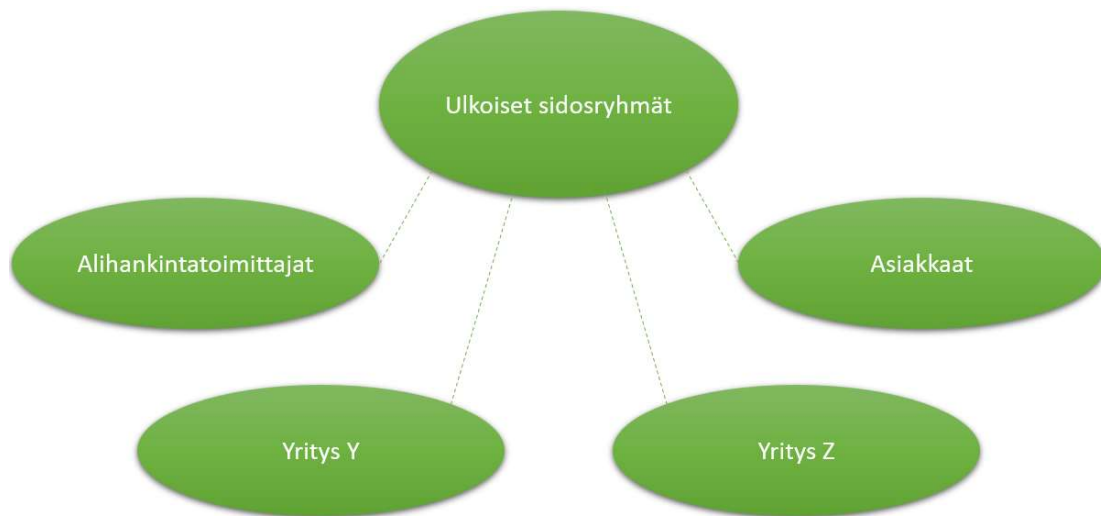 Ulkoiset sidosryhmät
Alihankintatoimittajat
Asiakkaat
Yritys Y
Yritys Z